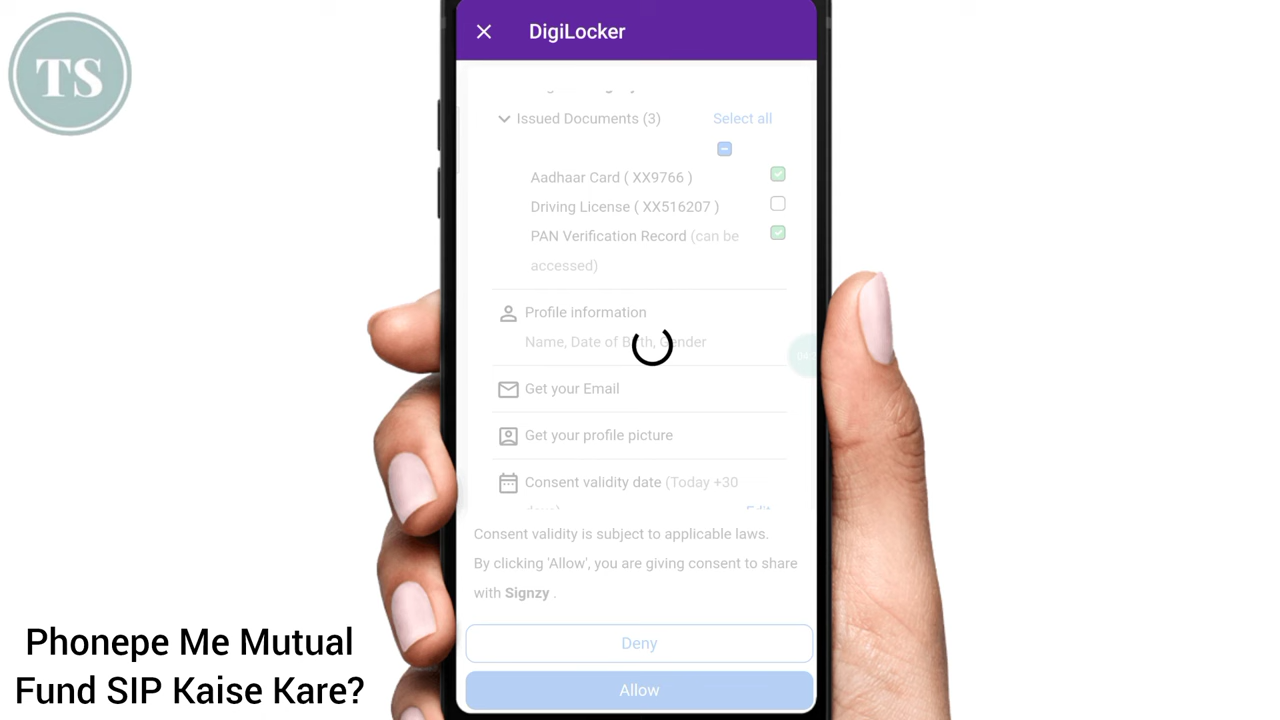 TS
DigiLocker
Issued Documents (3) Select all
Aadhaar Card ( XX9766 )
Driving License ( XX516207 )
PAN Verification Record (can be
accessed)
Profile information
Name, Date of Birth, Gender
Get your Email
Get your profile picture
Consent validity date (Today +30
Consent validity is subject to applicable laws.
By clicking 'Allow', you are giving consent to share
with Signzy .
Deny
Allow
Phonepe Me Mutual
Fund SIP Kaise Kare?